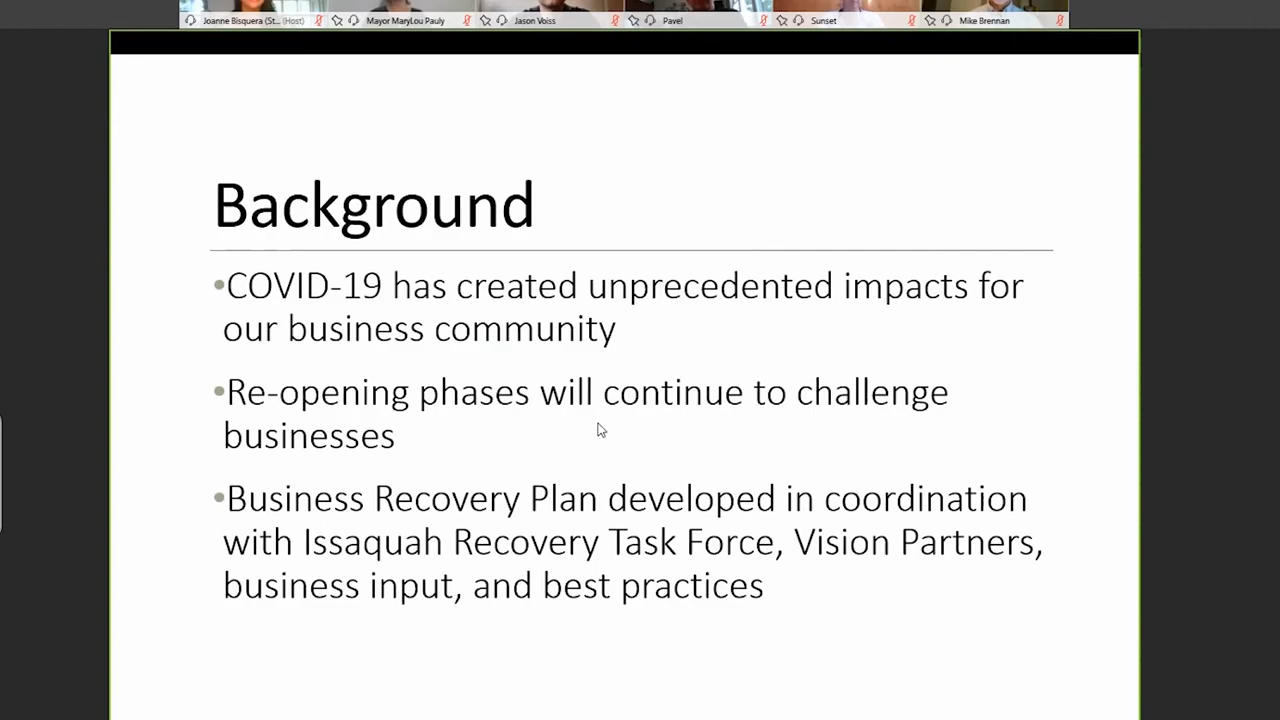 Joanne Bisquera (St... (Host)
Mayor MaryLou Pauly
Jason Voiss
Pavel
Sunset
Mike Brennan
Background
•COVID-19 has created unprecedented impacts for
our business community
•Re-opening phases will continue to challenge
businesses
•Business Recovery Plan developed in coordination
with Issaquah Recovery Task Force, Vision Partners,
business input, and best practices